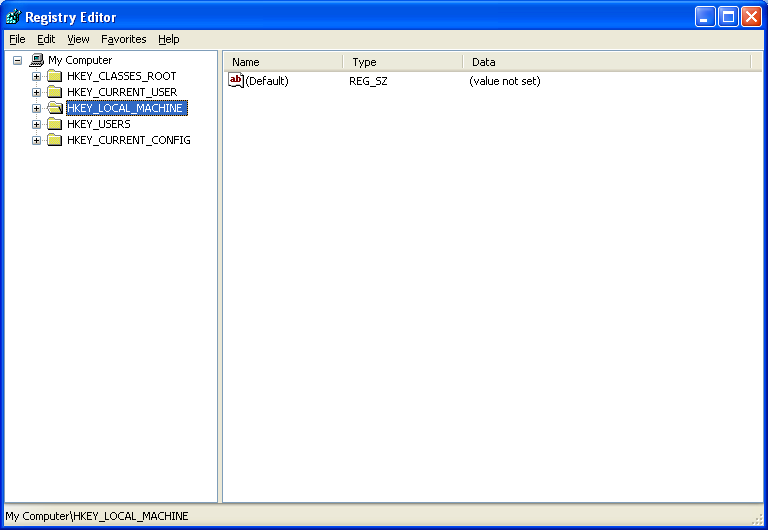 Registry Editor
File Edit View Favorites Help
My Computer
HKEY_CLASSES_ROOT
HKEY_CURRENT_USER
HKEY_LOCAL_MACHINE
HKEY_USERS
HKEY_CURRENT_CONFIG
Name Type Data
ab (Default) REG_SZ (value not set)
My Computer\HKEY_LOCAL_MACHINE